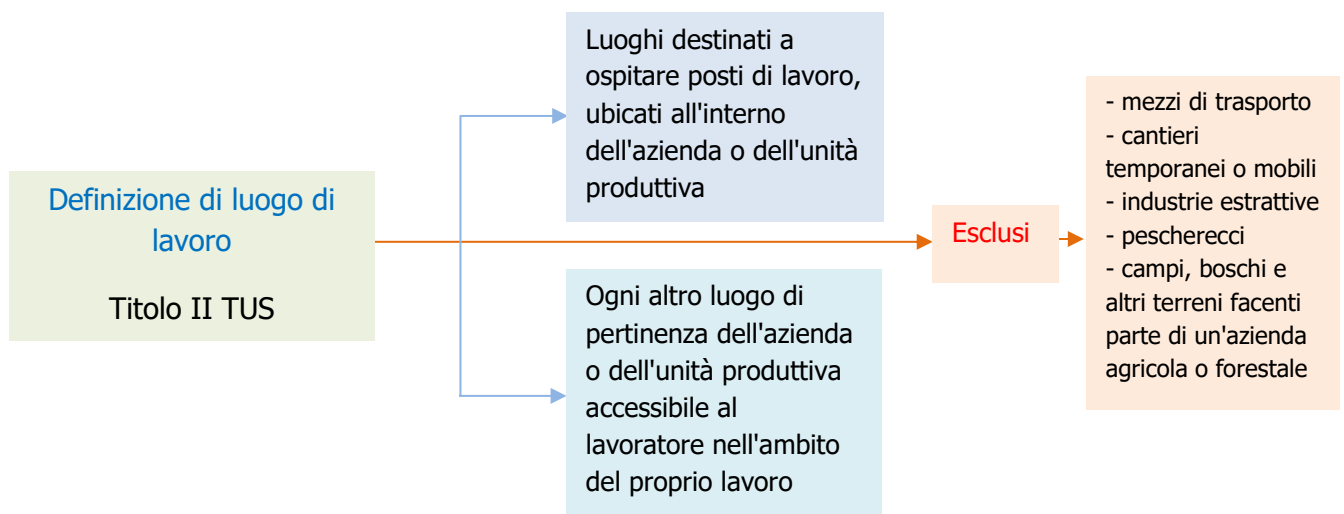 Definizione di luogo di
lavoro
Titolo II TUS
Luoghi destinati a
ospitare posti di lavoro,
ubicati all'interno
dell'azienda o dell'unità
produttiva
Ogni altro luogo di
pertinenza dell'azienda
o dell'unità produttiva
accessibile al
lavoratore nell'ambito
del proprio lavoro
Esclusi
- mezzi di trasporto
- cantieri
temporanei o mobili
- industrie estrattive
- pescherecci
- campi, boschi e
altri terreni facenti
parte di un'azienda
agricola o forestale